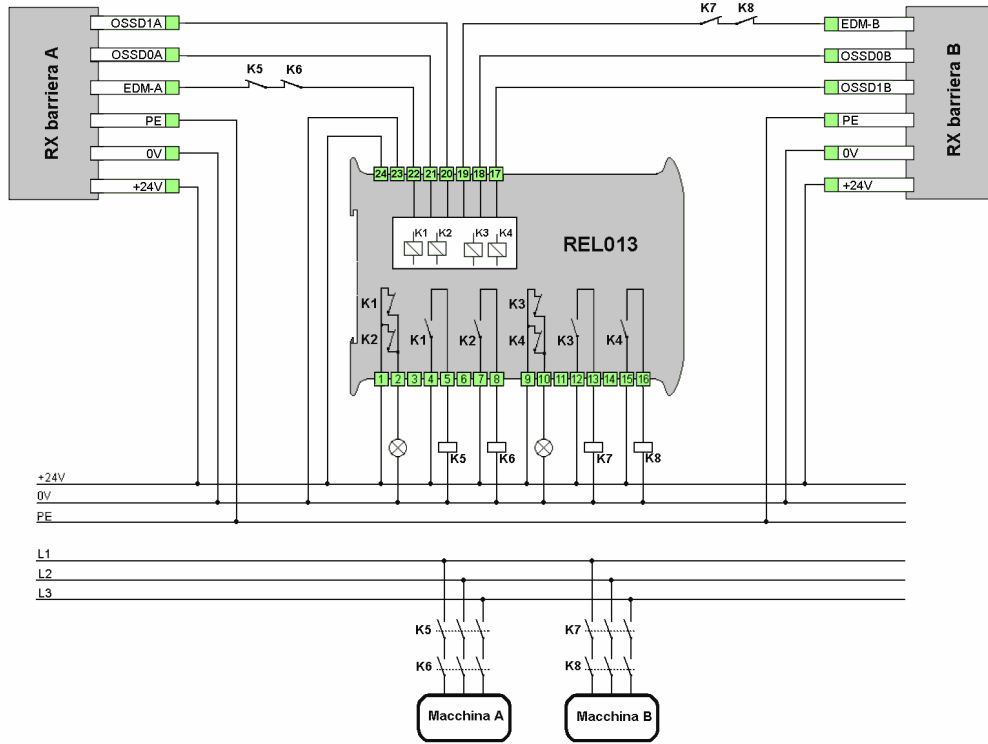 K7 K8
OSSD1A
EDM-B
OSSD0A
OSSD0B
K5 K6
EDM-A
OSSD1B
PE
PE
0V
0V
+24V
+24V
RX barriera A
RX barriera B
24 23 22 21 20 19 18 17
K1 K2 K3 K4
REL013
K1
K2
K1
K2
K3
K4
K3
K4
1 2 3 4 5 6 7 8 9 10 11 12 13 14 15 16
K5 K6 K7 K8
+24V
0V
PE
L1
L2
L3
K5
K7
K6
K8
Macchina A
Macchina B